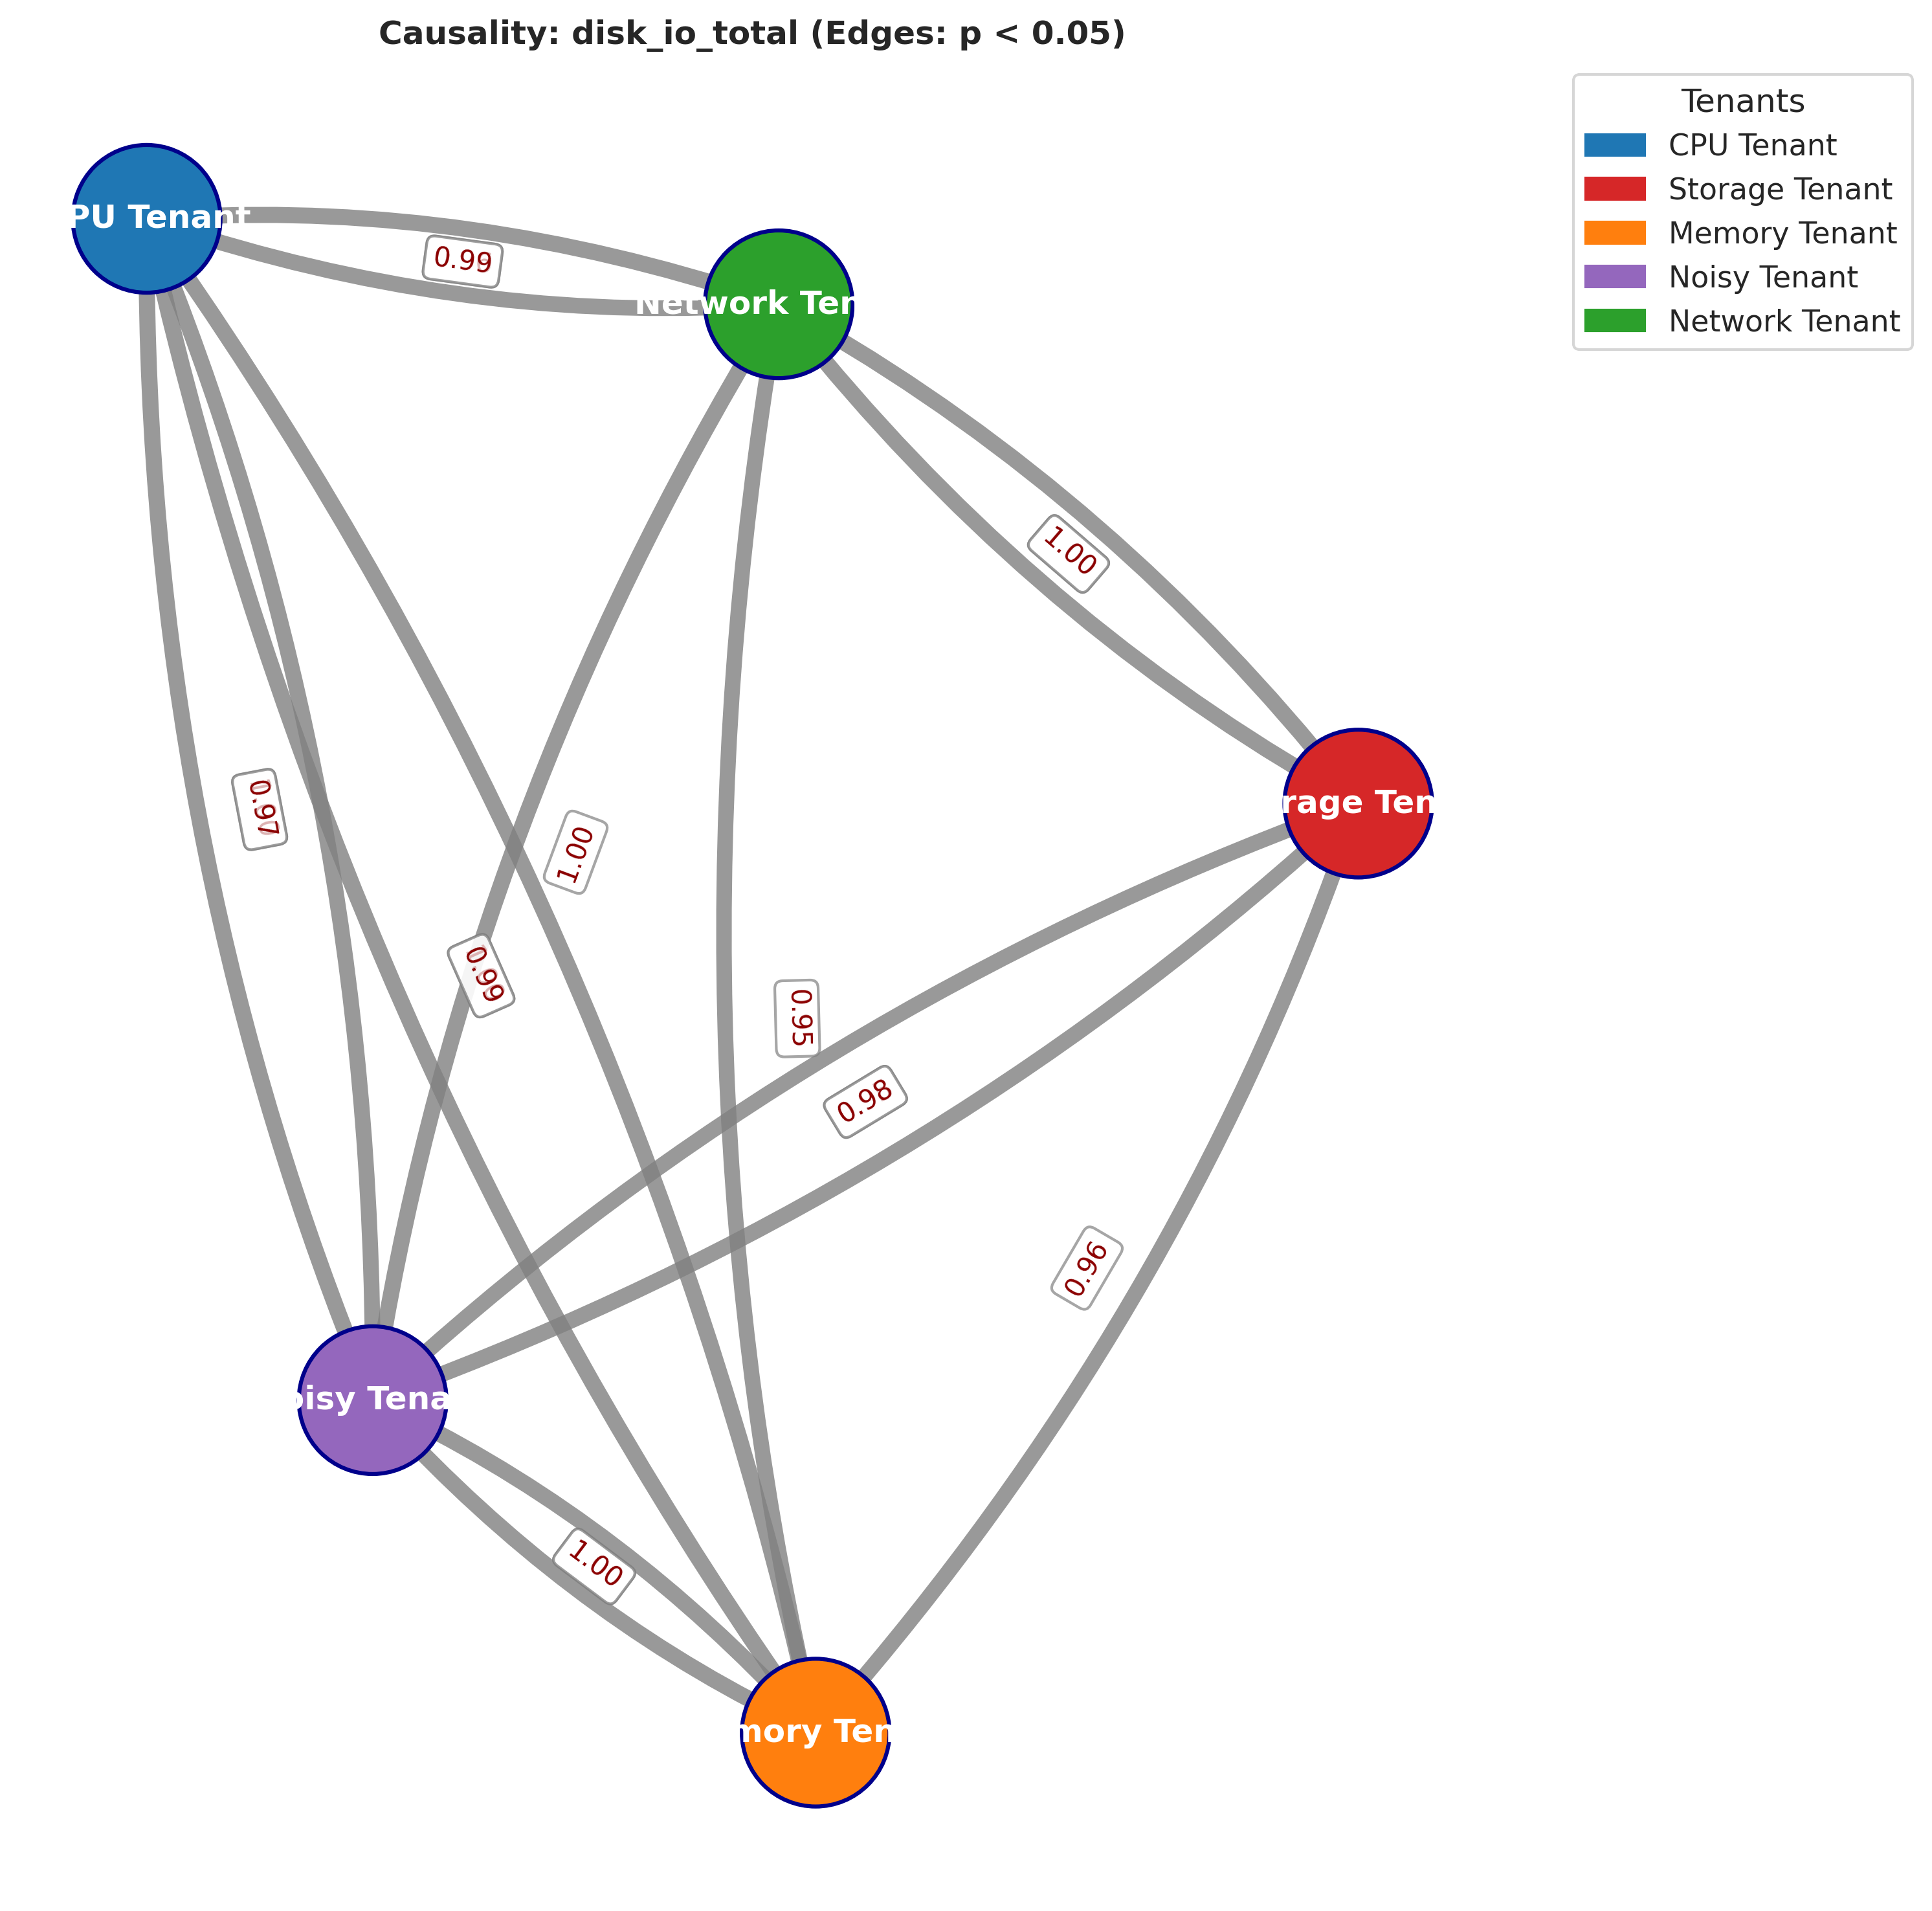 Causality: disk_io_total (Edges: p < 0.05)
Tenants
CPU Tenant
Storage Tenant
Memory Tenant
Noisy Tenant
Network Tenant
PU Tenant
0.99
Network Ten
1.00
rage Ten
0.97
1.00
0.99
0.95
0.98
0.96
oisy Tena
1.00
mory Ten